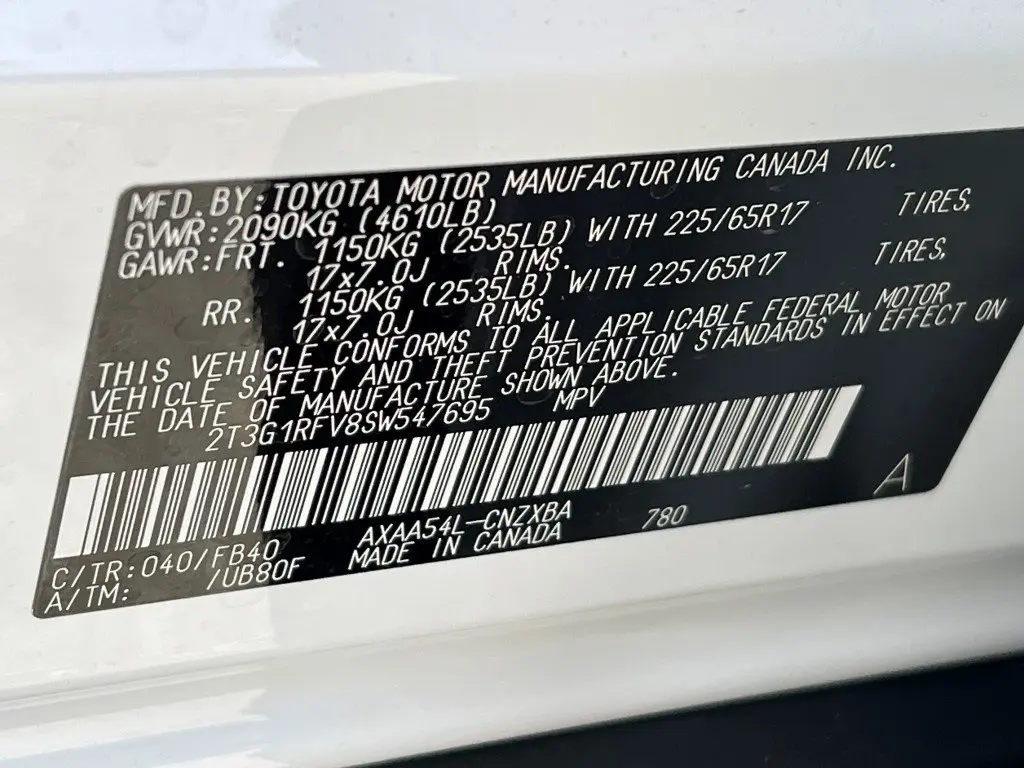 MFD. BY: TOYOTA MOTOR MANUFACTURING CANADA INC.
GVWR: 2090KG (4610LB)
GAWR: FRT. 1150KG (2535LB) WITH 225/65R17 TIRES,
17x7.0J RIMS.
RR. 1150KG (2535LB) WITH 225/65R17 TIRES,
17x7.0J RIMS.
THIS VEHICLE CONFORMS TO ALL APPLICABLE FEDERAL MOTOR
VEHICLE SAFETY AND THEFT PREVENTION STANDARDS IN EFFECT ON
THE DATE OF MANUFACTURE SHOWN ABOVE.
2T3G1RFV8SW547695 MPV
A
C/TR: 040/FB40 AXAA54L-CNZXBA 780
A/TM: /UB80F MADE IN CANADA